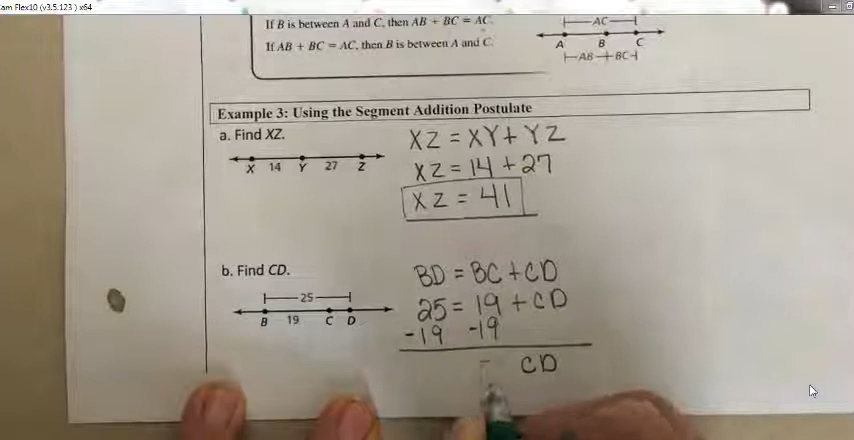 am Flex10 (v3.5.123 ) x64
If B is between A and C, then AB + BC = AC.
If AB + BC = AC, then B is between A and C.
AC
A B C
AB BC
Example 3: Using the Segment Addition Postulate
a. Find XZ.
X 14 Y 27 Z
XZ = XY + YZ
XZ = 14 + 27
XZ = 41
b. Find CD.
25
B 19 C D
BD = BC + CD
25 = 19 + CD
-19 -19
CD